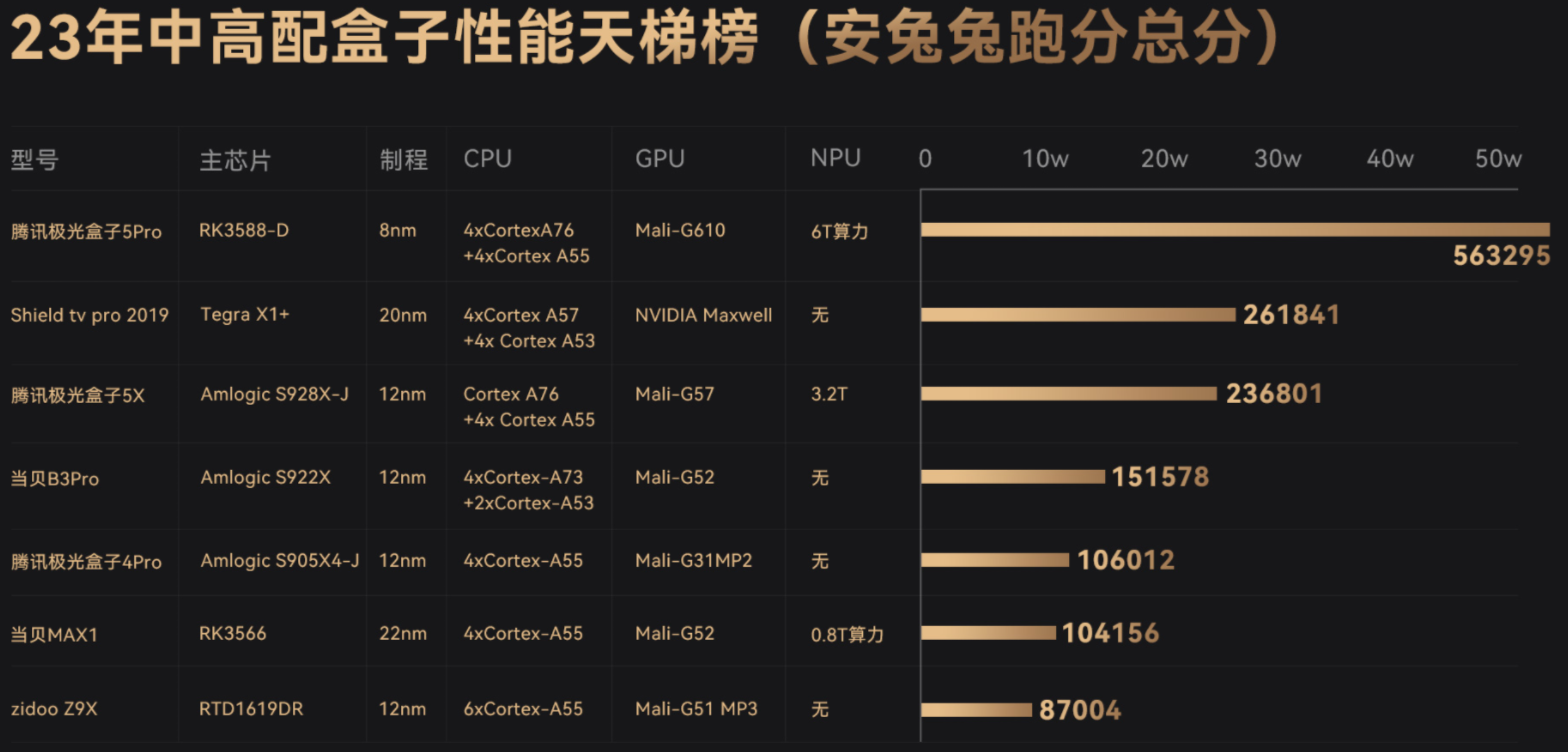 23年中高配盒子性能天梯榜（安兔兔跑分总分）
型号 主芯片 制程 CPU GPU NPU 0 10w 20w 30w 40w 50w
腾讯极光盒子5Pro RK3588-D 8nm 4xCortexA76 Mali-G610 6T算力
+4xCortex A55 563295
Shield tv pro 2019 Tegra X1+ 20nm 4xCortex A57 NVIDIA Maxwell 无 261841
+4x Cortex A53
腾讯极光盒子5X Amlogic S928X-J 12nm Cortex A76 Mali-G57 3.2T 236801
+4x Cortex A55
当贝B3Pro Amlogic S922X 12nm 4xCortex-A73 Mali-G52 无 151578
+2xCortex-A53
腾讯极光盒子4Pro Amlogic S905X4-J 12nm 4xCortex-A55 Mali-G31MP2 无 106012
当贝MAX1 RK3566 22nm 4xCortex-A55 Mali-G52 0.8T算力 104156
zidoo Z9X RTD1619DR 12nm 6xCortex-A55 Mali-G51 MP3 无 87004